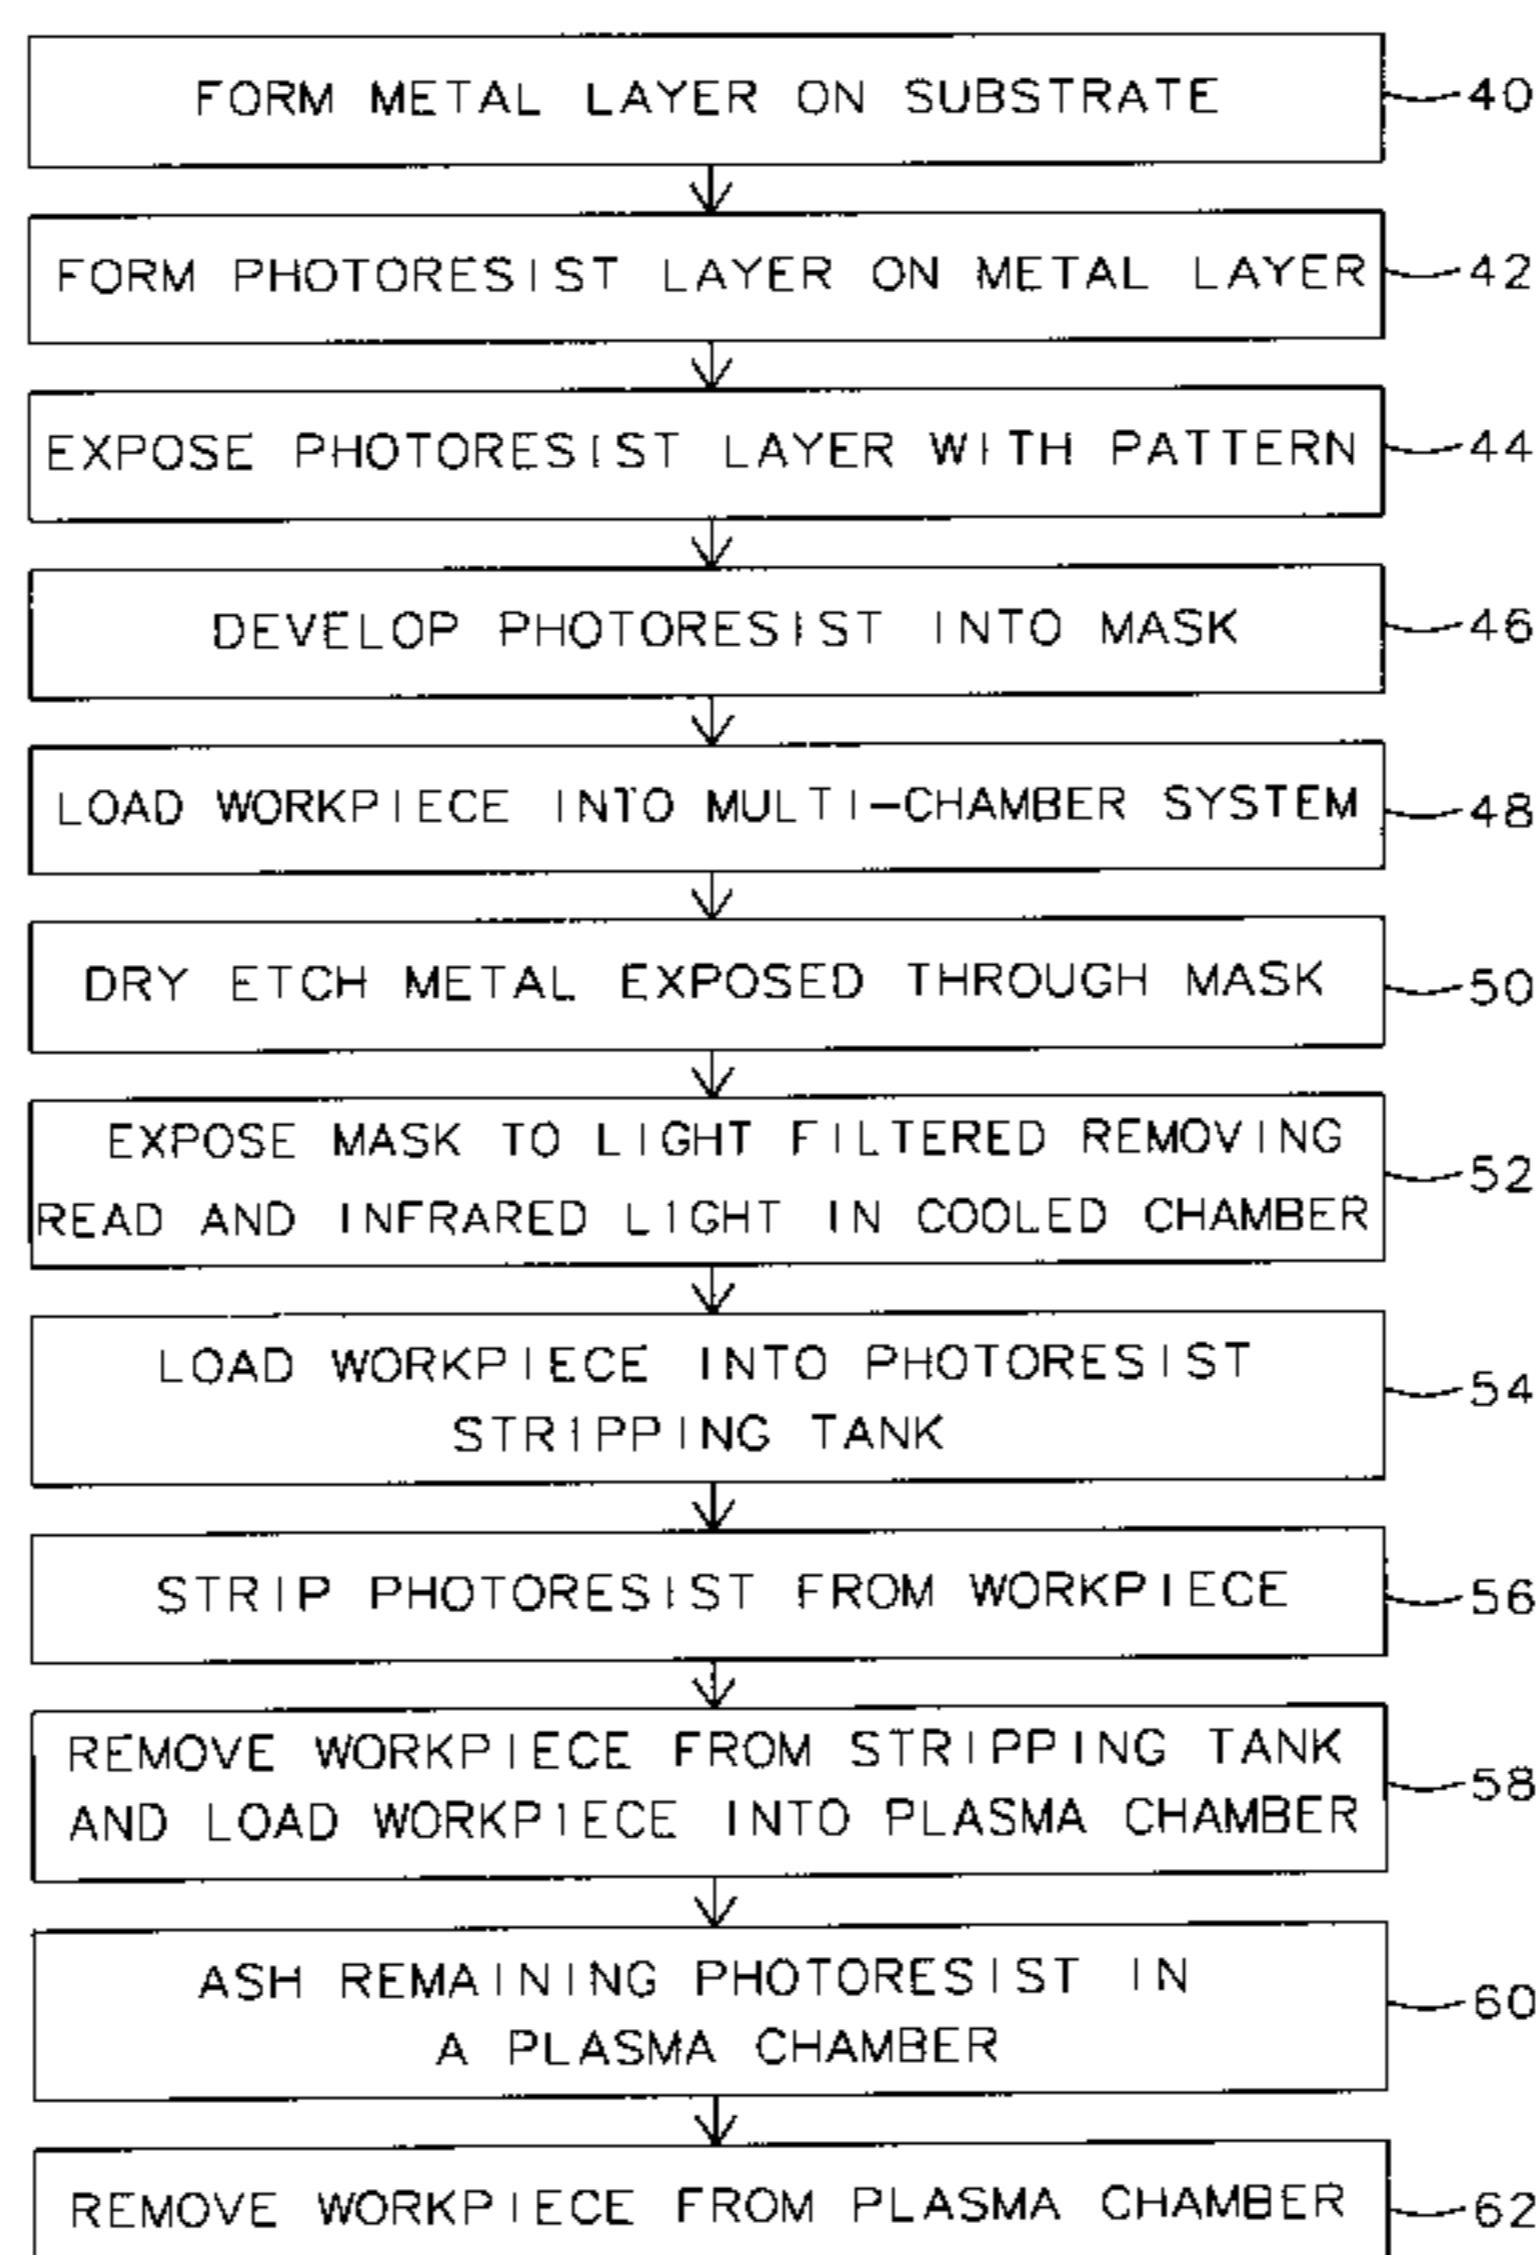 FORM METAL LAYER ON SUBSTRATE 40
FORM PHOTORESIST LAYER ON METAL LAYER 42
EXPOSE PHOTORESIST LAYER WITH PATTERN 44
DEVELOP PHOTORESIST INTO MASK 46
LOAD WORKPIECE INTO MULTI-CHAMBER SYSTEM 48
DRY ETCH METAL EXPOSED THROUGH MASK 50
EXPOSE MASK TO LIGHT FILTERED REMOVING
READ AND INFRARED LIGHT IN COOLED CHAMBER 52
LOAD WORKPIECE INTO PHOTORESIST
STRIPPING TANK 54
STRIP PHOTORESIST FROM WORKPIECE 56
REMOVE WORKPIECE FROM STRIPPING TANK
AND LOAD WORKPIECE INTO PLASMA CHAMBER 58
ASH REMAINING PHOTORESIST IN
A PLASMA CHAMBER 60
REMOVE WORKPIECE FROM PLASMA CHAMBER 62